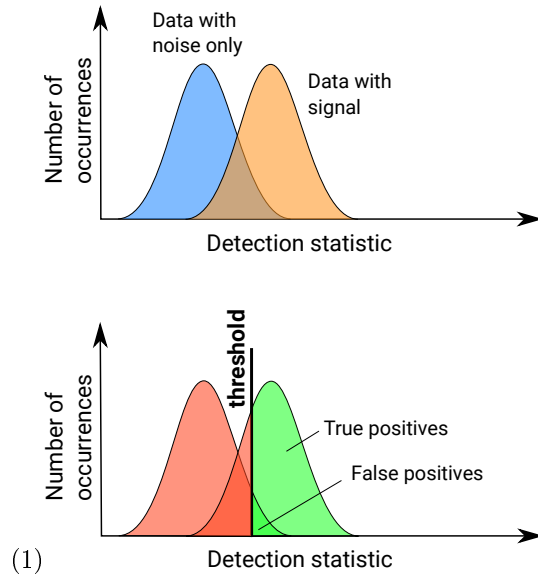 Data with
noise only
Data with
signal
Number of
occurrences
Detection statistic
threshold
Number of
occurrences
True positives
False positives
Detection statistic
(1)